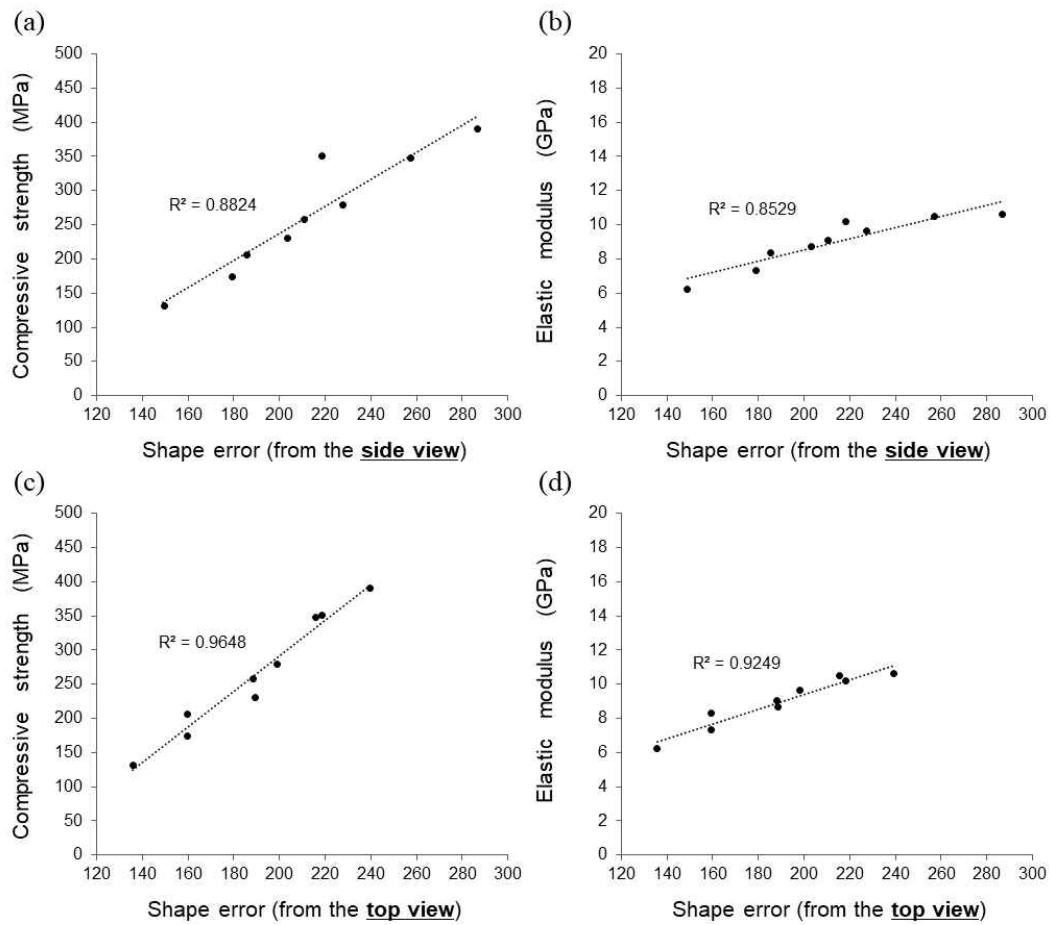 (a)
Compressive strength (MPa)
500
450
400
350
300
250
200
150
100
50
0
R² = 0.8824
120 140 160 180 200 220 240 260 280 300
Shape error (from the side view)
(b)
Elastic modulus (GPa)
20
18
16
14
12
10
8
6
4
2
0
R² = 0.8529
120 140 160 180 200 220 240 260 280 300
Shape error (from the side view)
(c)
Compressive strength (MPa)
500
450
400
350
300
250
200
150
100
50
0
R² = 0.9648
120 140 160 180 200 220 240 260 280 300
Shape error (from the top view)
(d)
Elastic modulus (GPa)
20
18
16
14
12
10
8
6
4
2
0
R² = 0.9249
120 140 160 180 200 220 240 260 280 300
Shape error (from the top view)